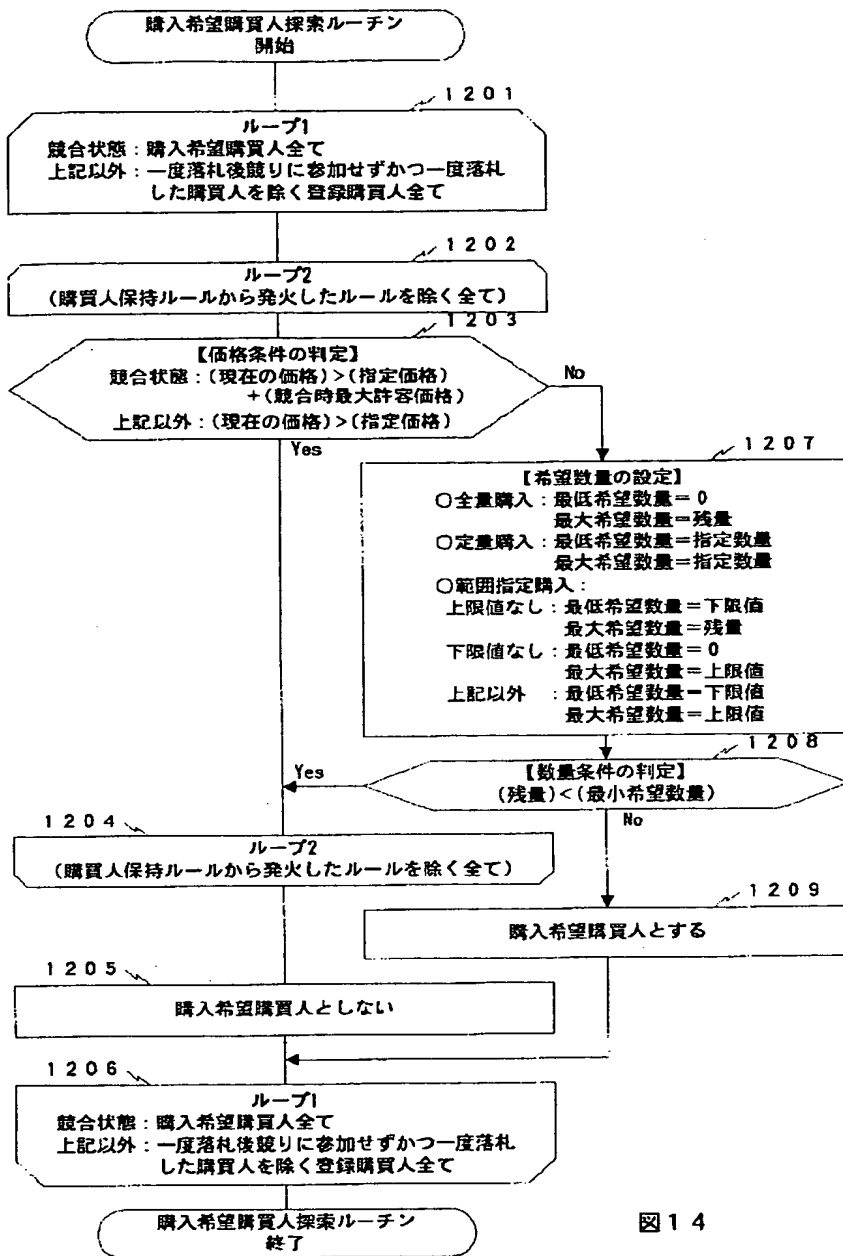 購入希望購買人探索ルーチン
開始
1201
ループ1
競合状態：購入希望購買人全て
上記以外：一度落札後競りに参加せずかつ一度落札
した購買人を除く登録購買人全て
1202
ループ2
（購買人保持ルールから発火したルールを除く全て）
1203
【価格条件の判定】
競合状態：(現在の価格)＞(指定価格)
＋(競合時最大許容価格)
上記以外：(現在の価格)＞(指定価格)
No
Yes
1207
【希望数量の設定】
○全量購入：最低希望数量＝0
最大希望数量＝残量
○定量購入：最低希望数量＝指定数量
最大希望数量＝指定数量
○範囲指定購入：
上限値なし：最低希望数量＝下限値
最大希望数量＝残量
下限値なし：最低希望数量＝0
最大希望数量＝上限値
上記以外　：最低希望数量＝下限値
最大希望数量＝上限値
1208
【数量条件の判定】
(残量)＜(最小希望数量)
Yes
No
1204
ループ2
（購買人保持ルールから発火したルールを除く全て）
1209
購入希望購買人とする
1205
購入希望購買人としない
1206
ループ1
競合状態：購入希望購買人全て
上記以外：一度落札後競りに参加せずかつ一度落札
した購買人を除く登録購買人全て
購入希望購買人探索ルーチン
終了
図14